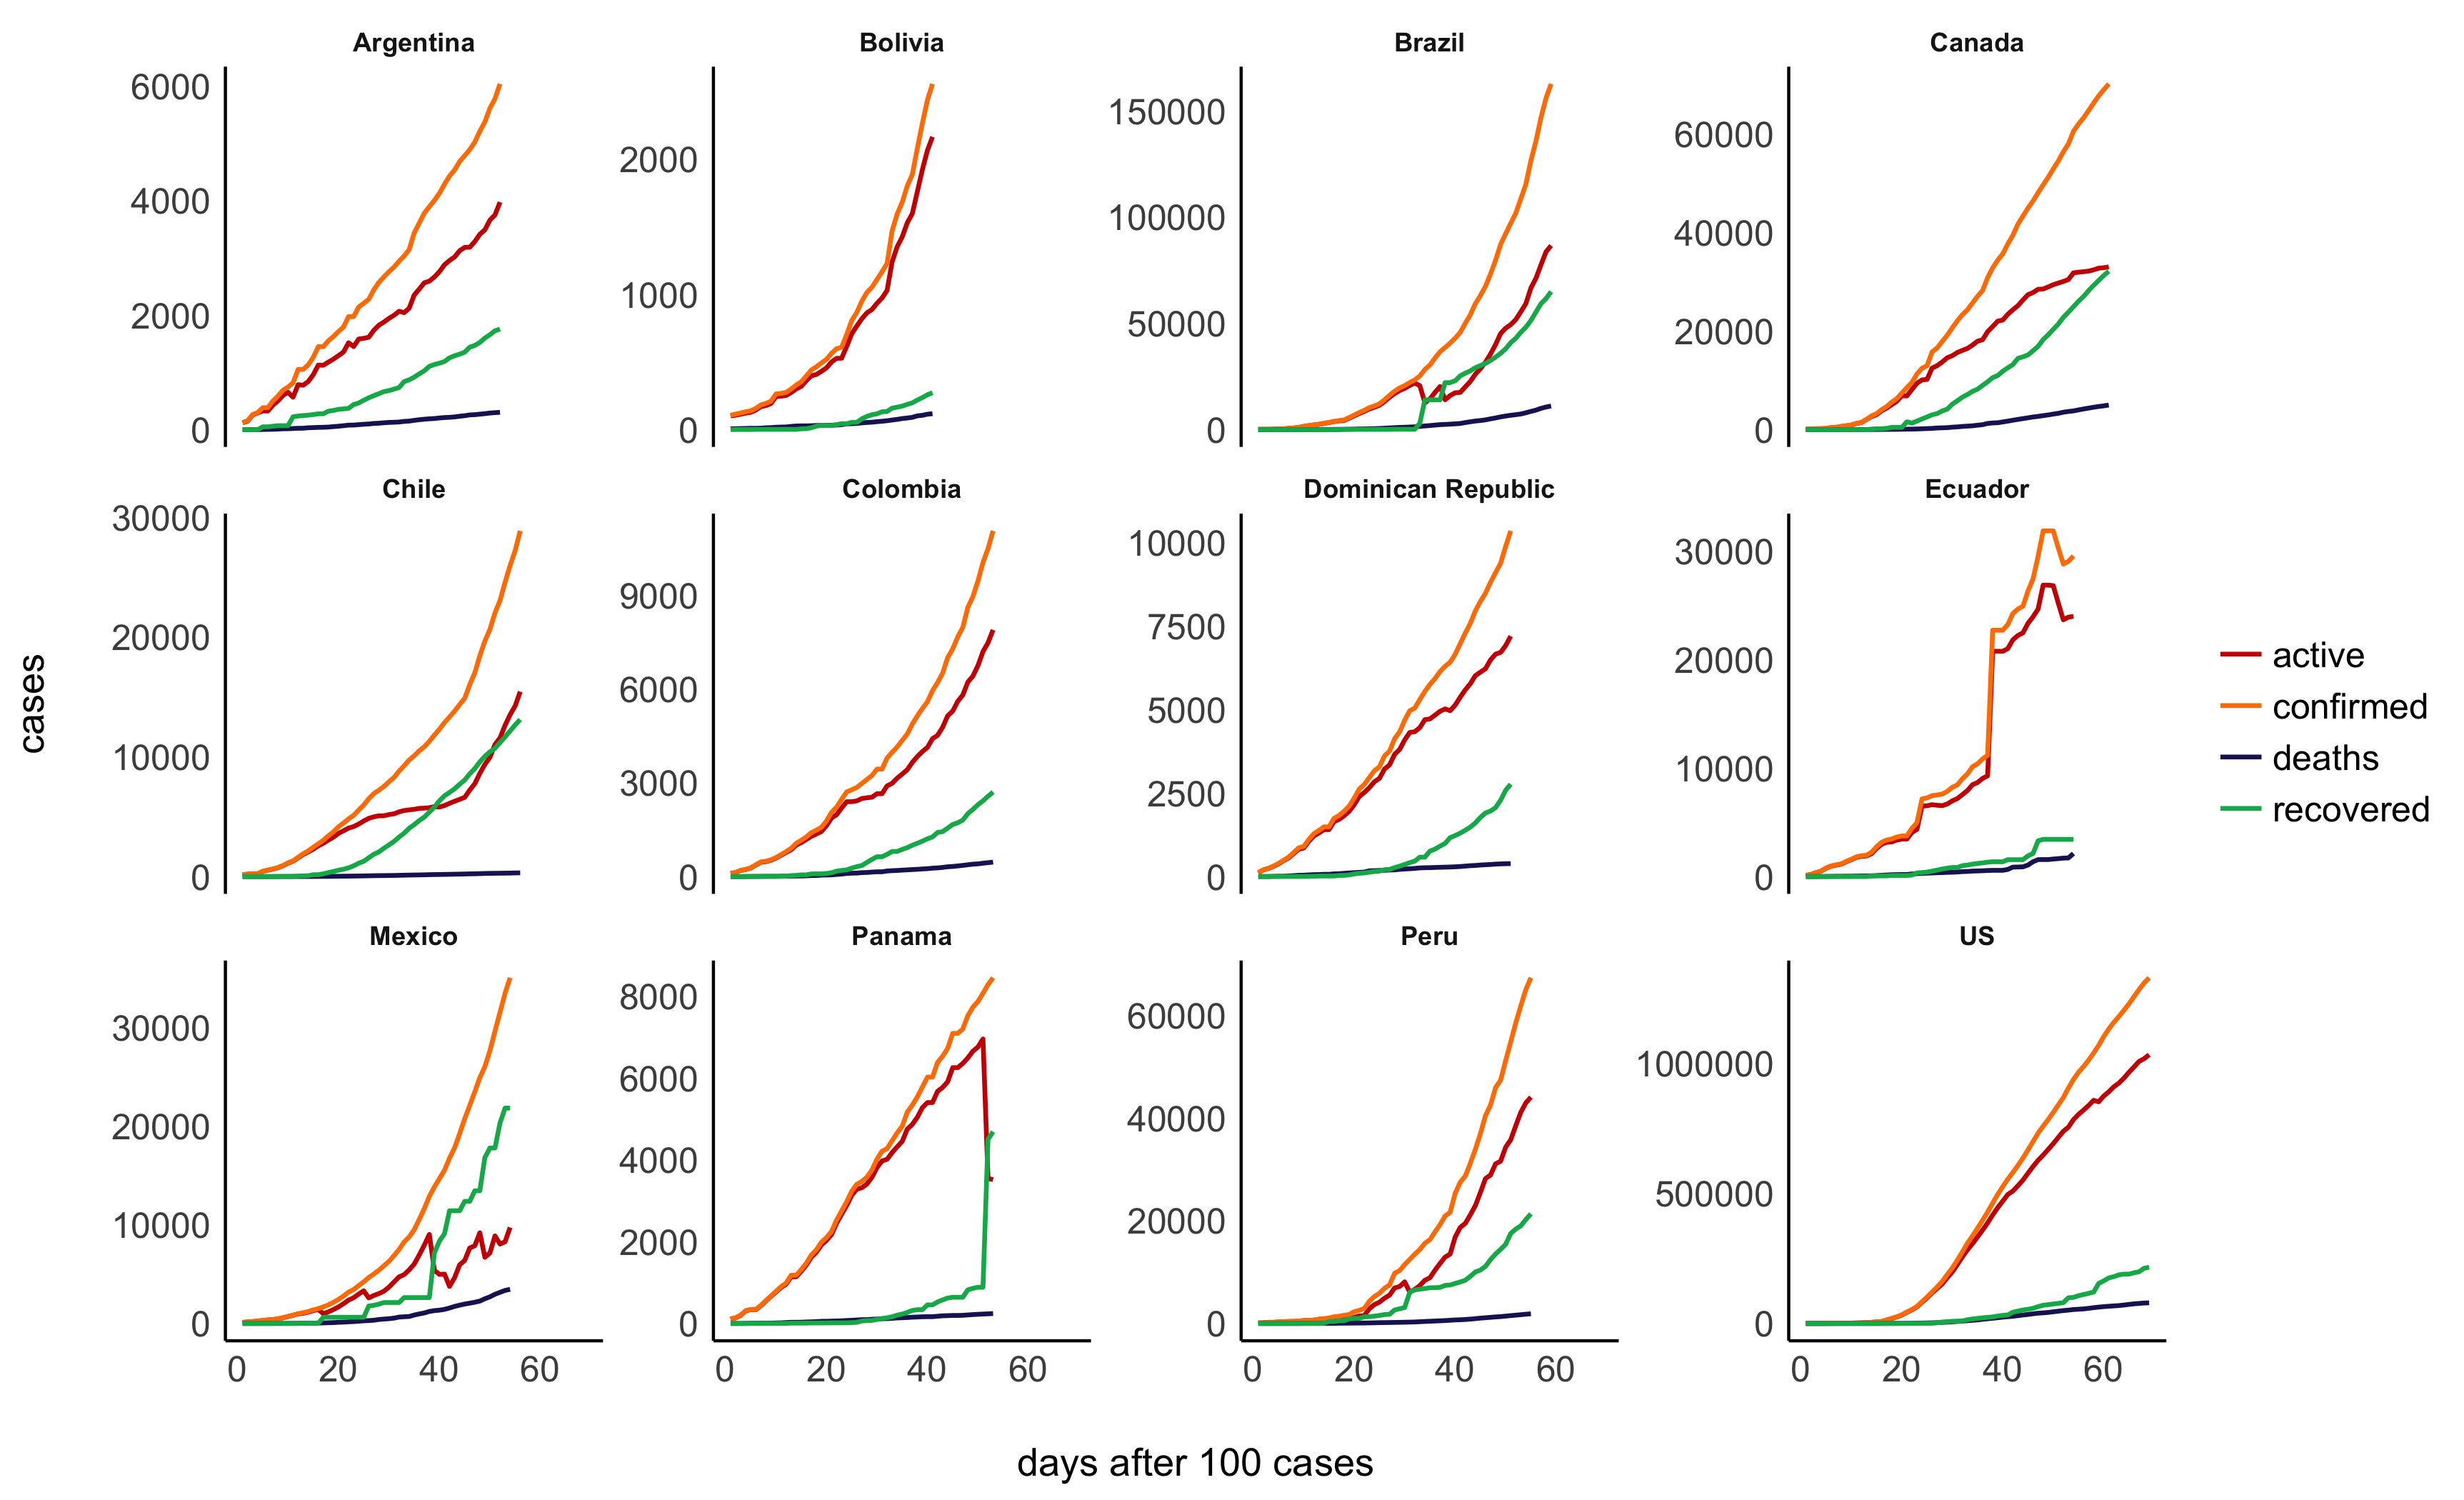 Argentina
Bolivia
Brazil
Canada
6000
4000
2000
0
2000
1000
0
150000
100000
50000
0
60000
40000
20000
0
Chile
Colombia
Dominican Republic
Ecuador
30000
20000
10000
0
9000
6000
3000
0
10000
7500
5000
2500
0
30000
20000
10000
0
cases
active
confirmed
deaths
recovered
Mexico
Panama
Peru
US
30000
20000
10000
0
8000
6000
4000
2000
0
60000
40000
20000
0
1000000
500000
0
0 20 40 60
0 20 40 60
0 20 40 60
0 20 40 60
days after 100 cases